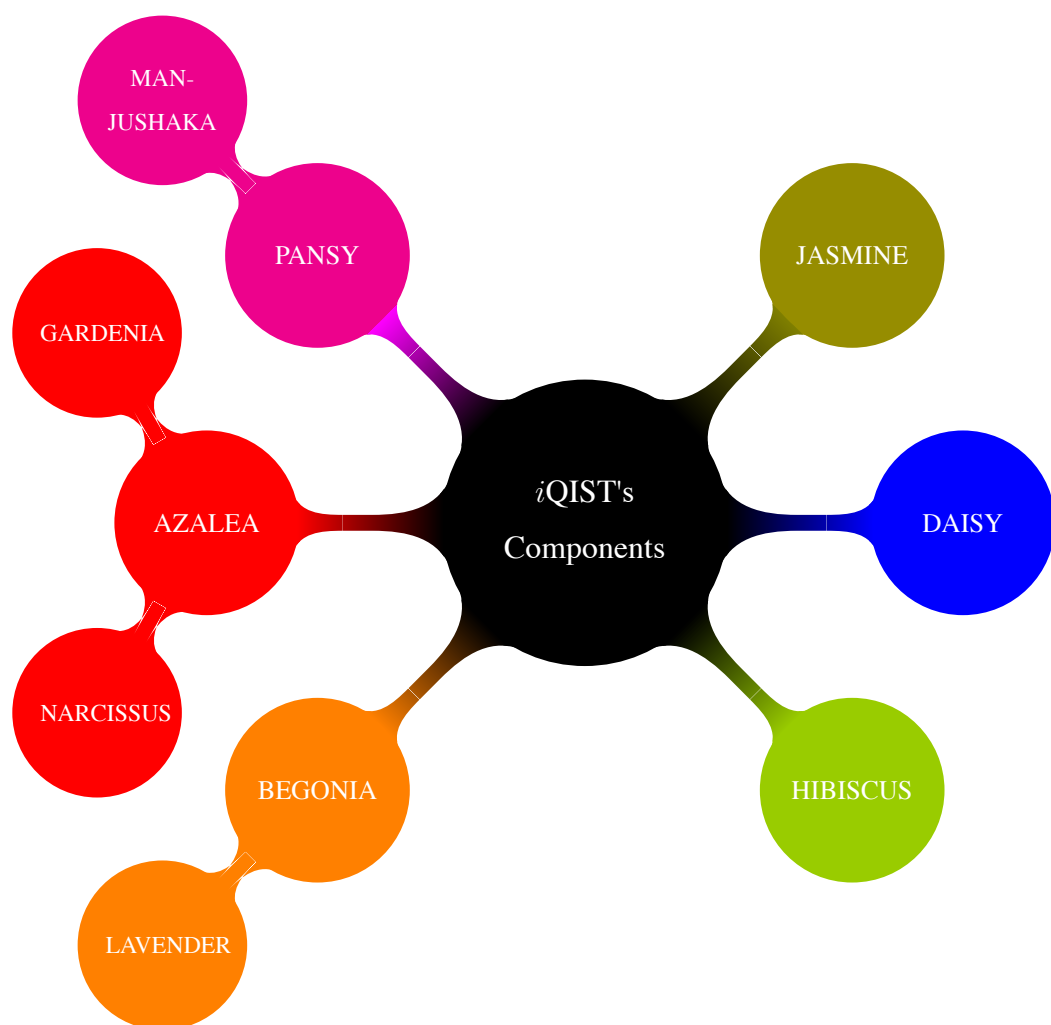 MAN-
JUSHAKA
PANSY
JASMINE
GARDENIA
AZALEA
iQIST's
Components
DAISY
NARCISSUS
BEGONIA
HIBISCUS
LAVENDER